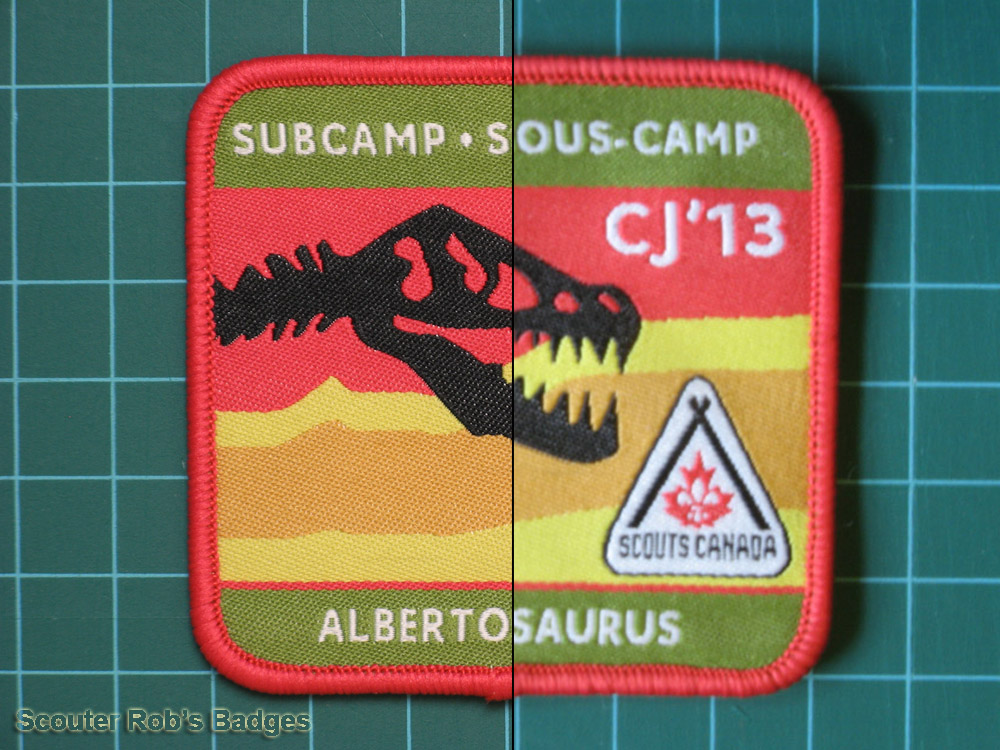 SUBCAMP • SOUS-CAMP
CJ'13
SCOUTS CANADA
ALBERTOSAURUS
Scouter Rob's Badges